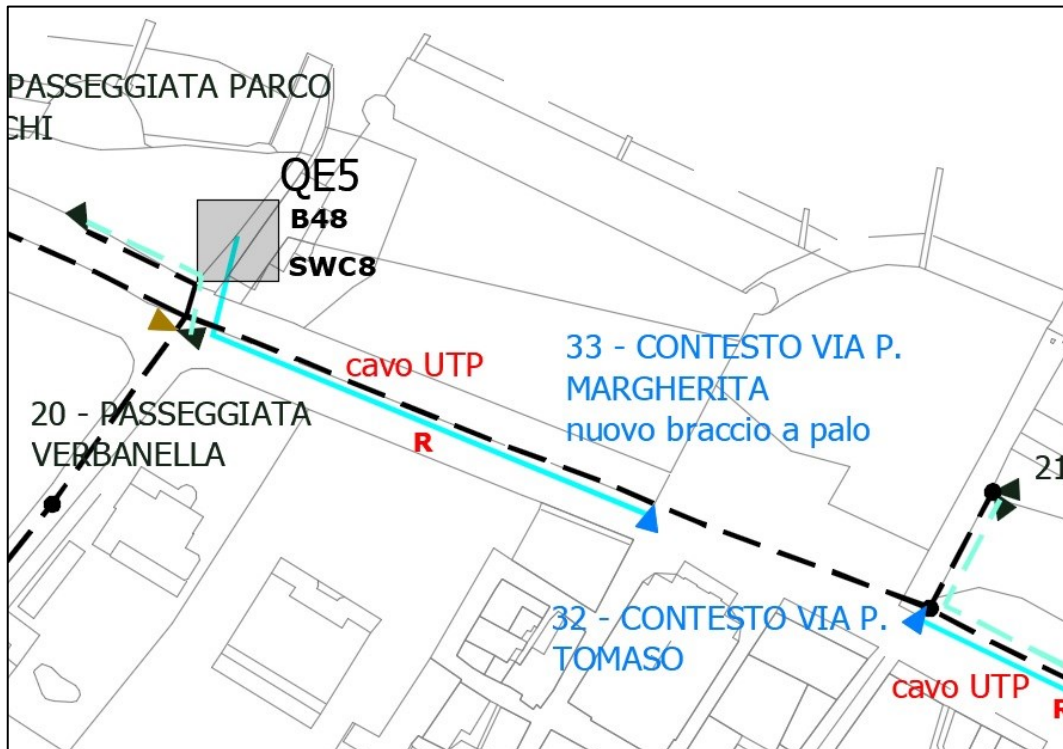 PASSEGGIATA PARCO
CHI
QE5
B48
SWC8
cavo UTP
R
33 - CONTESTO VIA P.
MARGHERITA
nuovo braccio a palo
20 - PASSEGGIATA
VERBANELLA
21
32 - CONTESTO VIA P.
TOMASO
cavo UTP
R